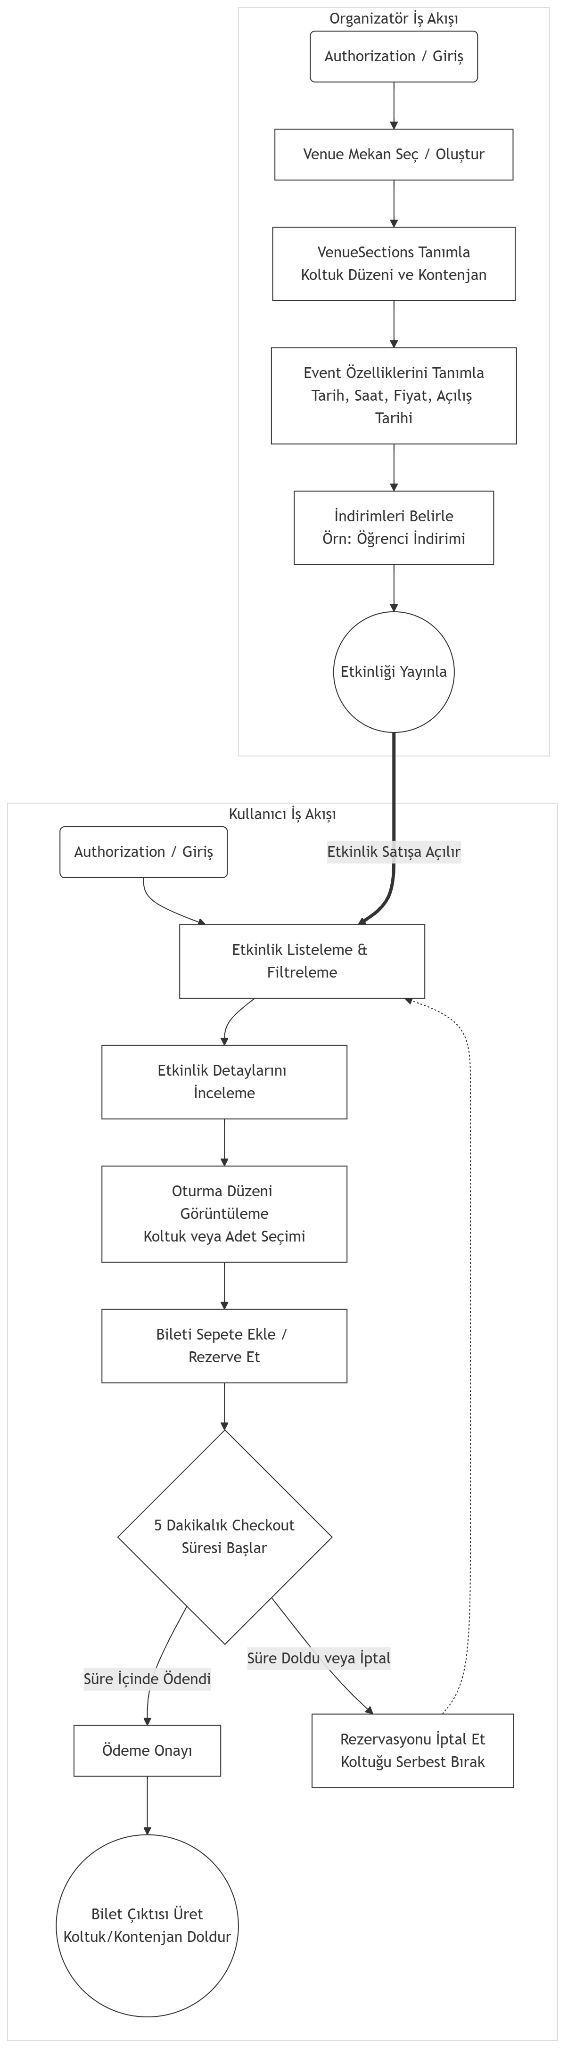 Organizatör İş Akışı
Authorization / Giriş
Venue Mekan Seç / Oluştur
VenueSections Tanımla
Koltuk Düzeni ve Kontenjan
Event Özelliklerini Tanımla
Tarih, Saat, Fiyat, Açılış
Tarihi
İndirimleri Belirle
Örn: Öğrenci İndirimi
Etkinliği Yayınla
Etkinlik Satışa Açılır
Kullanıcı İş Akışı
Authorization / Giriş
Etkinlik Listeleme &
Filtreleme
Etkinlik Detaylarını
İnceleme
Oturma Düzeni
Görüntüleme
Koltuk veya Adet Seçimi
Bileti Sepete Ekle /
Rezerve Et
5 Dakikalık Checkout
Süresi Başlar
Süre İçinde Ödendi
Süre Doldu veya İptal
Ödeme Onayı
Rezervasyonu İptal Et
Koltuğu Serbest Bırak
Bilet Çıktısı Üret
Koltuk/Kontenjan Doldur